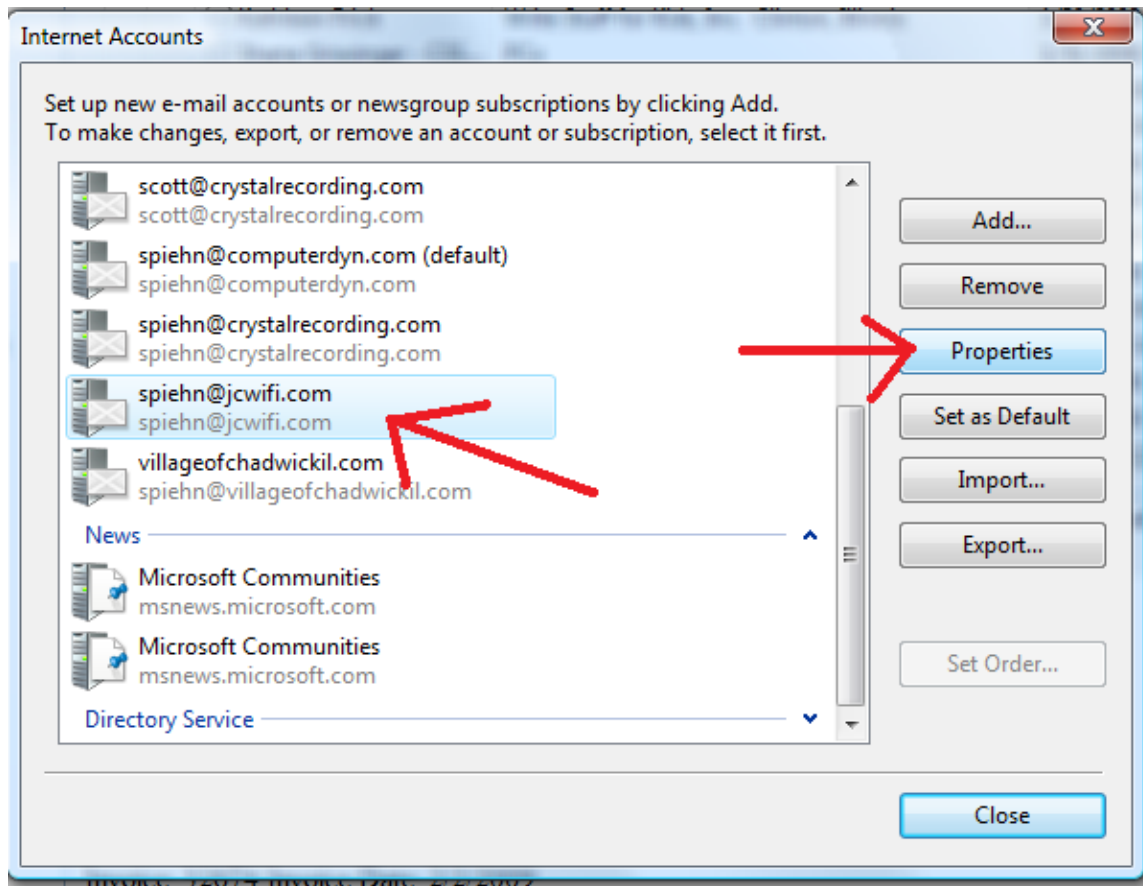 Internet Accounts
Set up new e-mail accounts or newsgroup subscriptions by clicking Add.
To make changes, export, or remove an account or subscription, select it first.
scott@crystalrecording.com
scott@crystalrecording.com
spiehn@computerdyn.com (default)
spiehn@computerdyn.com
spiehn@crystalrecording.com
spiehn@crystalrecording.com
spiehn@jcwifi.com
spiehn@jcwifi.com
villageofchadwickil.com
spiehn@villageofchadwickil.com
News
Microsoft Communities
msnews.microsoft.com
Microsoft Communities
msnews.microsoft.com
Directory Service
Add...
Remove
Properties
Set as Default
Import...
Export...
Set Order...
Close